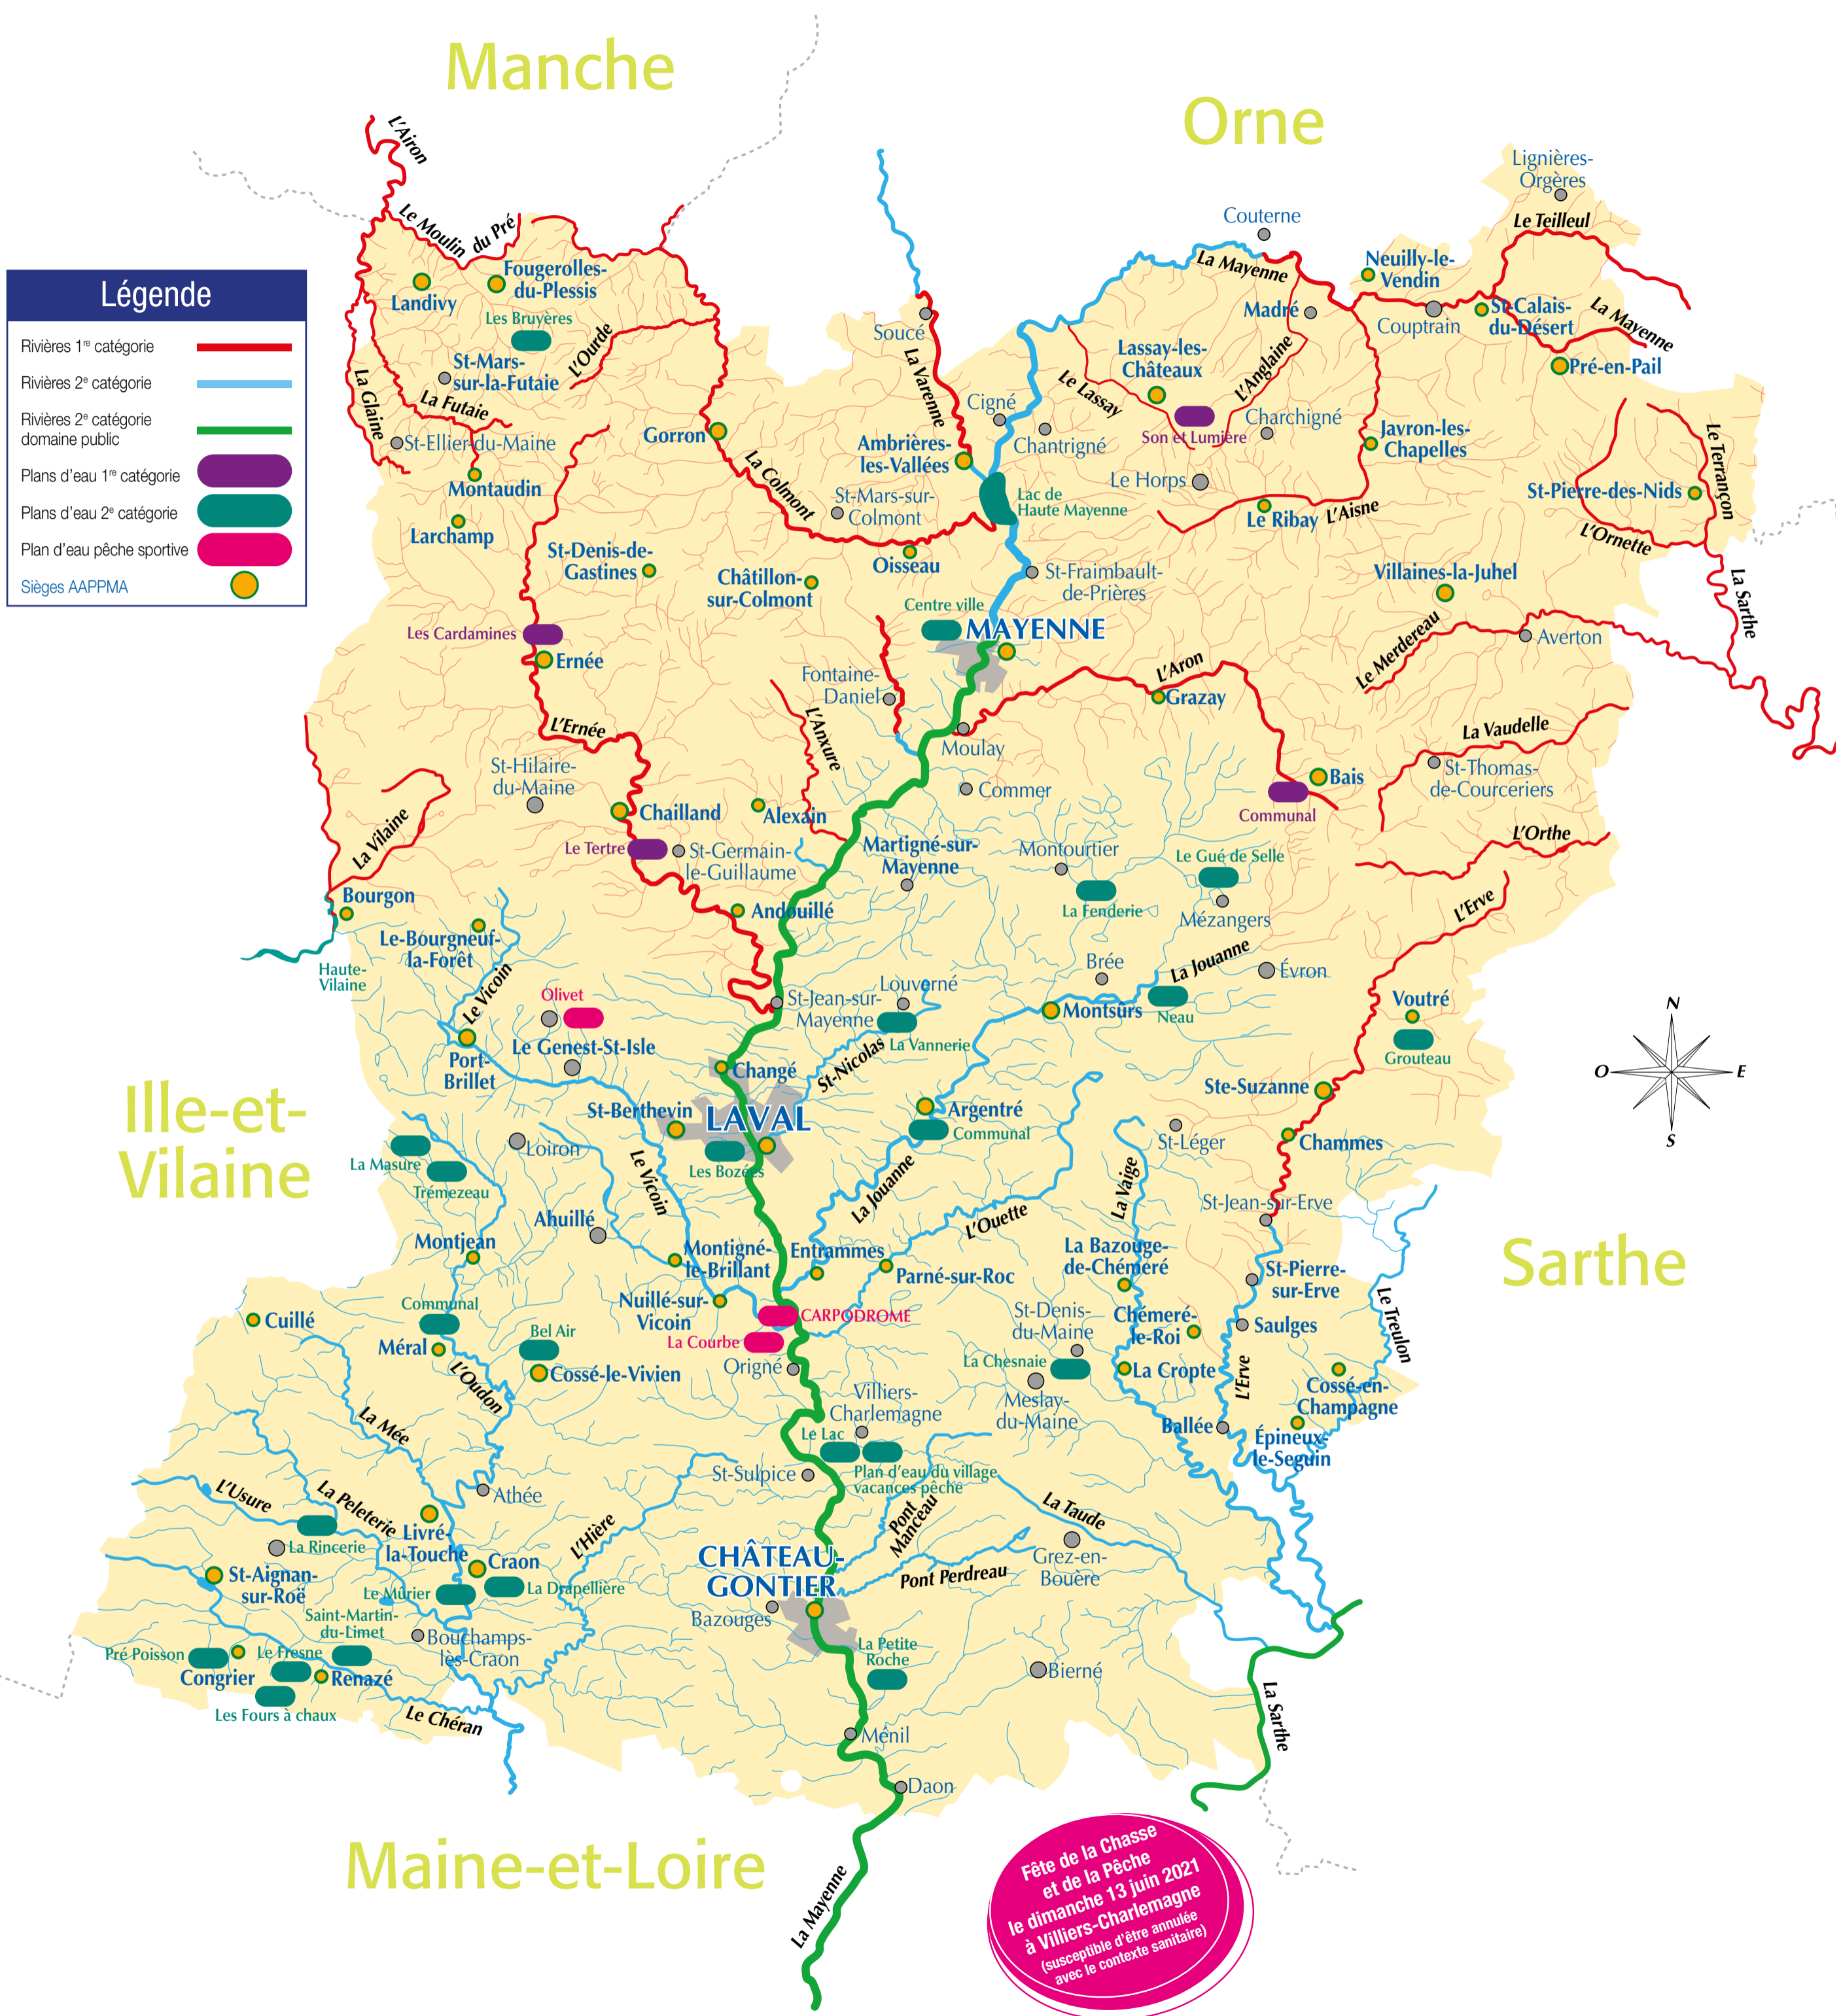 Manche
Orne
Ille-et-
Vilaine
Sarthe
Maine-et-Loire
Légende
Rivières 1re catégorie
Rivières 2e catégorie
Rivières 2e catégorie
domaine public
Plans d'eau 1re catégorie
Plans d'eau 2e catégorie
Plan d'eau pêche sportive
Sièges AAPPMA
L'Airon
Le Moulin du Pré
Landivy
Fougerolles-
du-Plessis
Les Bruyères
St-Mars-
sur-la-Futaie
L'Ourde
La Glaine
La Futaie
St-Ellier-du-Maine
Montaudin
Larchamp
Gorron
La Colmont
St-Mars-sur-
Colmont
St-Denis-de-
Gastines
Châtillon-
sur-Colmont
Oisseau
Soucé
La Varenne
Ambrières-
les-Vallées
Cigné
Chantrigné
Lac de
Haute Mayenne
St-Fraimbault-
de-Prières
Couterne
La Mayenne
Madré
Lassay-les-
Châteaux
Le Lassay
L'Anglaine
Son et Lumière
Charchigné
Le Horps
Le Ribay
L'Aisne
Javron-les-
Chapelles
Neuilly-le-
Vendin
Couptrain
St-Calais-
du-Désert
Lignières-
Orgères
Le Teilleul
La Mayenne
Pré-en-Pail
Le Terrançon
St-Pierre-des-Nids
L'Ornette
La Sarthe
Villaines-la-Juhel
Le Merdereau
Averton
Centre ville
MAYENNE
Les Cardamines
Ernée
L'Ernée
Fontaine-
Daniel
L'Anxure
Moulay
L'Aron
Grazay
Commer
Bais
Communal
La Vaudelle
St-Thomas-
de-Courceriers
L'Orthe
St-Hilaire-
du-Maine
Chailland
Alexain
Le Tertre
St-Germain-
le-Guillaume
Martigné-sur-
Mayenne
Montourtier
La Fenderie
Le Gué de Selle
Mézangers
L'Erve
La Vilaine
Bourgon
Haute-
Vilaine
Le-Bourgneuf-
la-Forêt
Le Vicoin
Andouillé
Olivet
Le Genest-St-Isle
Port-
Brillet
St-Jean-sur-
Mayenne
Louverné
La Vannerie
St-Nicolas
Brée
La Jouanne
Évron
Montsûrs
Neau
Voutré
Grouteau
Ste-Suzanne
Chammes
Changé
LAVAL
St-Berthevin
Les Bozées
Argentré
Communal
St-Léger
La Masure
Trémezeau
Loiron
Le Vicoin
Ahuillé
Montjean
La Jouanne
L'Ouette
La Vaige
St-Jean-sur-Erve
Montigné-
le-Brillant
Entrammes
Parné-sur-Roc
La Bazouge-
de-Chémeré
St-Pierre-
sur-Erve
Le Treulon
Nuillé-sur-
Vicoin
CARPODROME
La Courbe
Origné
St-Denis-
du-Maine
Chémeré-
le-Roi
Saulges
La Chesnaie
La Cropte
Meslay-
du-Maine
L'Erve
Cossé-en-
Champagne
Ballée
Épineux-
le-Seguin
Cuillé
Communal
Méral
Bel Air
Cossé-le-Vivien
L'Oudon
La Mée
Villiers-
Charlemagne
Le Lac
Plan d'eau du village
vacances pêche
St-Sulpice
Pont
Manceau
La Taude
Grez-en-
Bouère
Pont Perdreau
L'Usure
La Peleterie
Athée
Livré-
la-Touche
L'Hière
La Rincerie
St-Aignan-
sur-Roë
Craon
Le Mûrier
La Drapellière
CHÂTEAU-
GONTIER
Bazouges
Saint-Martin-
du-Limet
Bouchamps-
lès-Craon
Pré Poisson
Le Fresne
Congrier
Renazé
Les Fours à chaux
Le Chéran
La Petite
Roche
Bierné
Ménil
Daon
La Sarthe
La Mayenne
N
O
E
S
Fête de la Chasse
et de la Pêche
le dimanche 13 juin 2021
à Villiers-Charlemagne
(susceptible d'être annulée
avec le contexte sanitaire)